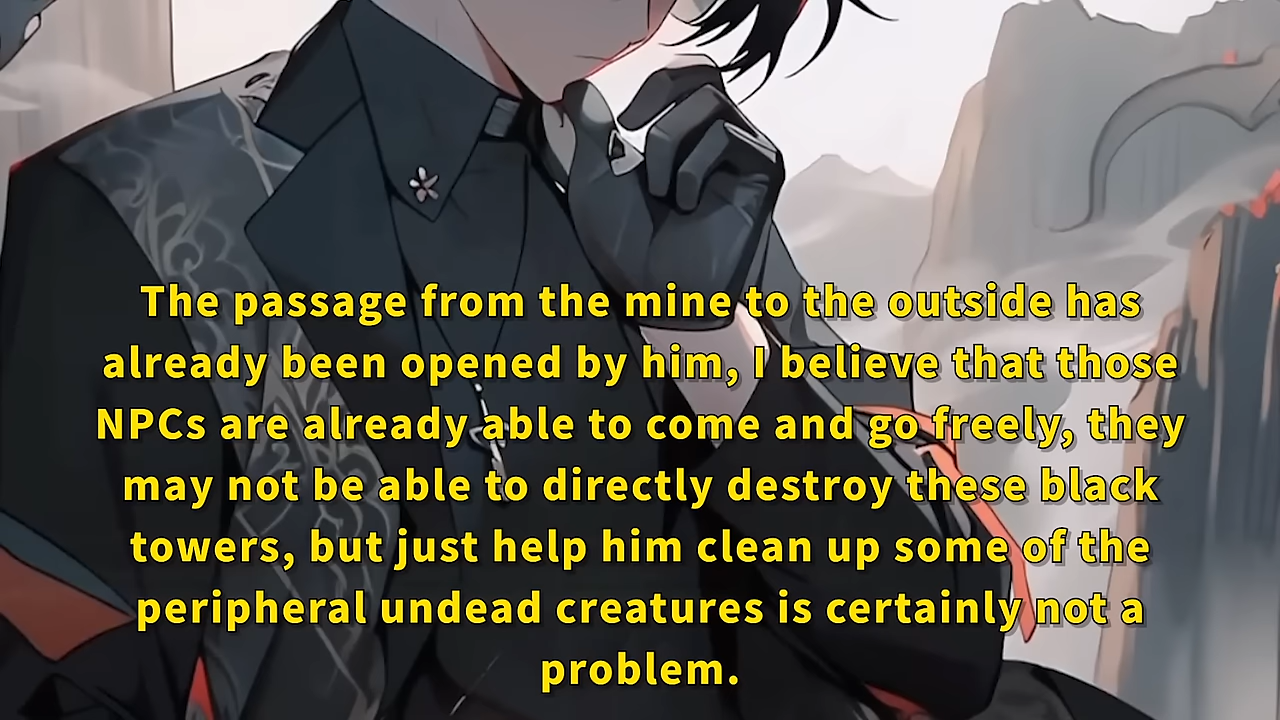 The passage from the mine to the outside has
already been opened by him, I believe that those
NPCs are already able to come and go freely, they
may not be able to directly destroy these black
towers, but just help him clean up some of the
peripheral undead creatures is certainly not a
problem.